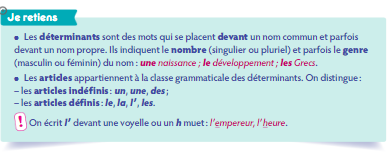 Je retiens
• Les déterminants sont des mots qui se placent devant un nom commun et parfois
devant un nom propre. Ils indiquent le nombre (singulier ou pluriel) et parfois le genre
(masculin ou féminin) du nom : une naissance ; le développement ; les Grecs.
• Les articles appartiennent à la classe grammaticale des déterminants. On distingue :
– les articles indéfinis : un, une, des ;
– les articles définis : le, la, l’, les.
! On écrit l’ devant une voyelle ou un h muet : l’empereur, l’heure.